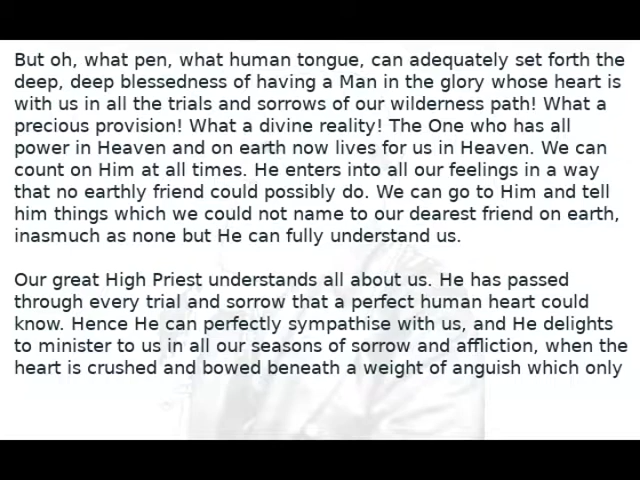 But oh, what pen, what human tongue, can adequately set forth the
deep, deep blessedness of having a Man in the glory whose heart is
with us in all the trials and sorrows of our wilderness path! What a
precious provision! What a divine reality! The One who has all
power in Heaven and on earth now lives for us in Heaven. We can
count on Him at all times. He enters into all our feelings in a way
that no earthly friend could possibly do. We can go to Him and tell
him things which we could not name to our dearest friend on earth,
inasmuch as none but He can fully understand us.

Our great High Priest understands all about us. He has passed
through every trial and sorrow that a perfect human heart could
know. Hence He can perfectly sympathise with us, and He delights
to minister to us in all our seasons of sorrow and affliction, when the
heart is crushed and bowed beneath a weight of anguish which only